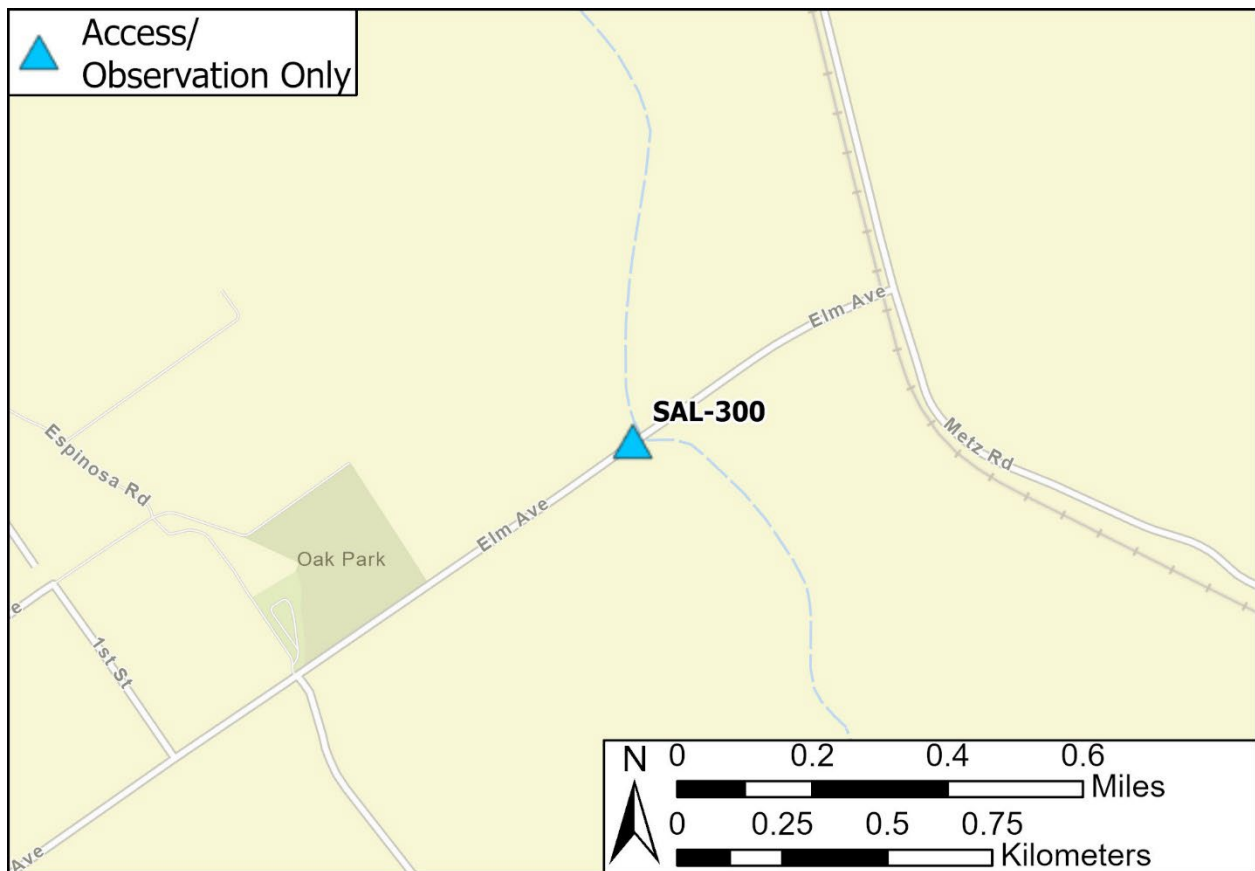 Access/
Observation Only
Elm Ave
SAL-300
Metz Rd
Espinosa Rd
Elm Ave
Oak Park
e
1st St
Ave
N
0 0.2 0.4 0.6
Miles
0 0.25 0.5 0.75
Kilometers